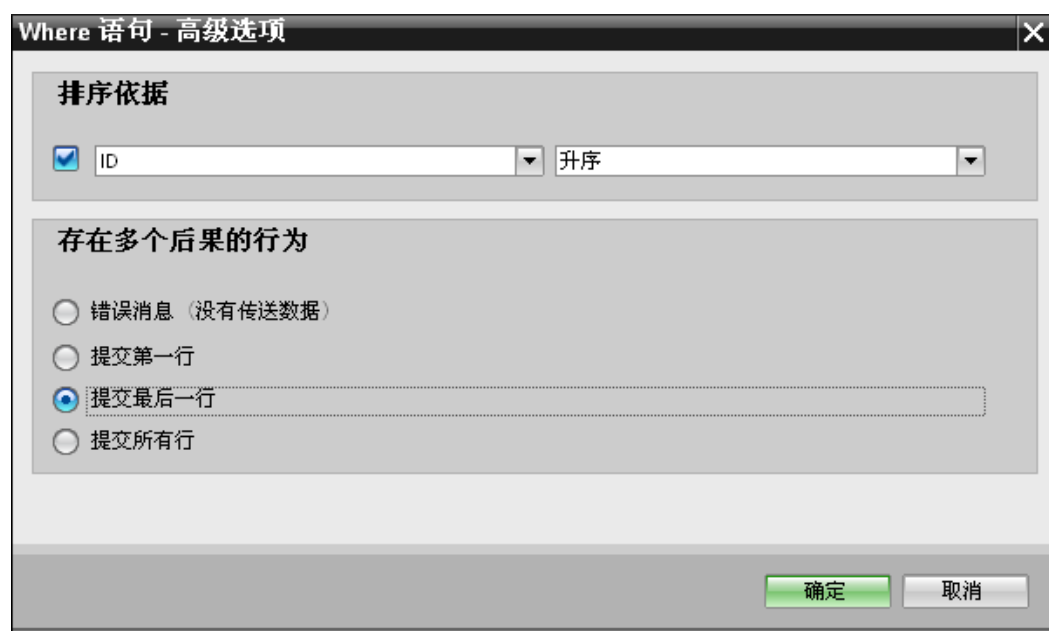 Where 语句 - 高级选项
排序依据
ID 升序
存在多个后果的行为
错误消息（没有传送数据）
提交第一行
提交最后一行
提交所有行
确定 取消